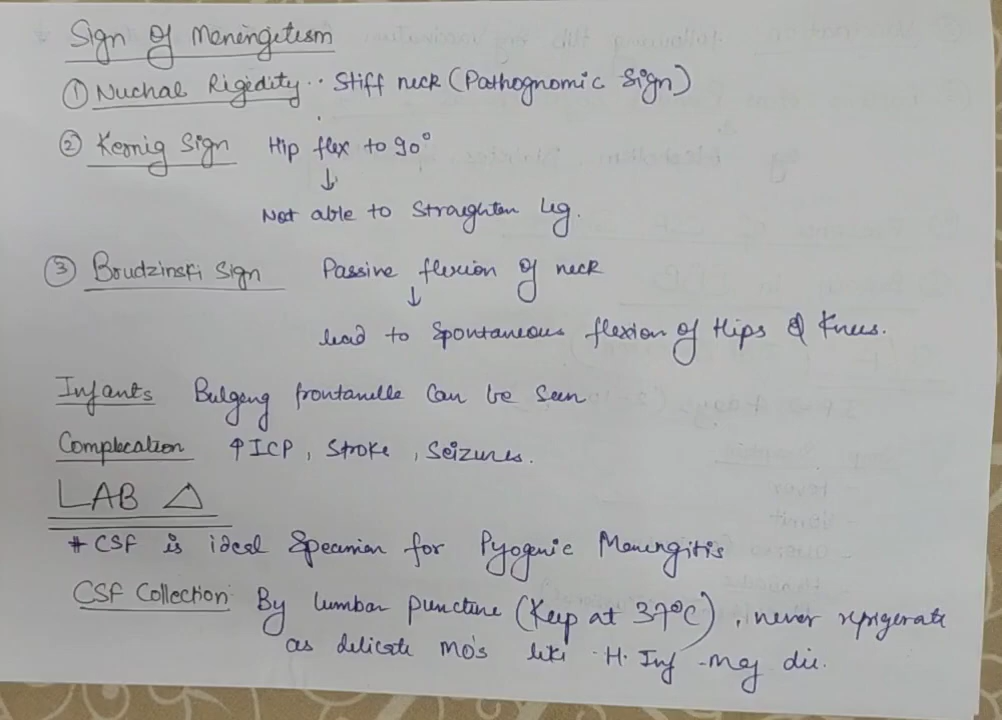 Sign of Meningitism
① Nuchal Rigidity .. Stiff neck (Pathognomic Sign)
② Kernig Sign Hip flex to 90°
↓
Not able to Straighten leg.
③ Brudzinski Sign Passive flexion of neck
↓
lead to Spontaneous flexion of Hips & Knees.
Infants Bulging frontanelle Can be Seen
Complication ↑ICP, Stroke, Seizures.
LAB △
* CSF is ideal Specimen for Pyogenic Meningitis
CSF Collection: By lumbar puncture (Keep at 37°C), never refrigerate
as delicate MO's like H. Inf may die.